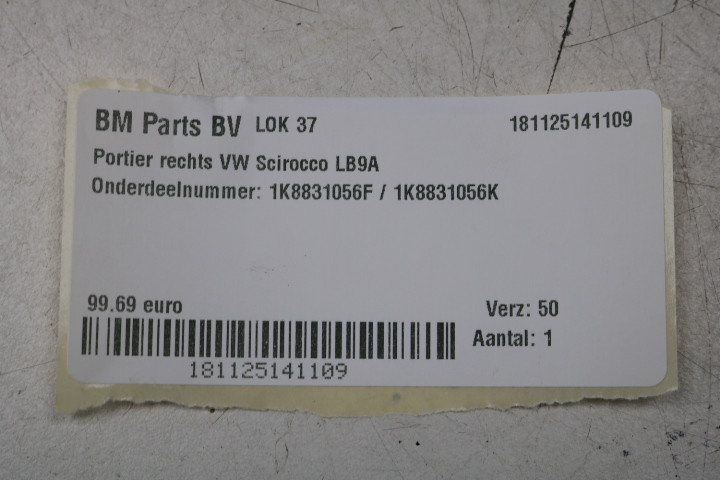 BM Parts BV LOK 37 181125141109
Portier rechts VW Scirocco LB9A
Onderdeelnummer: 1K8831056F / 1K8831056K
99.69 euro Verz: 50
Aantal: 1
181125141109